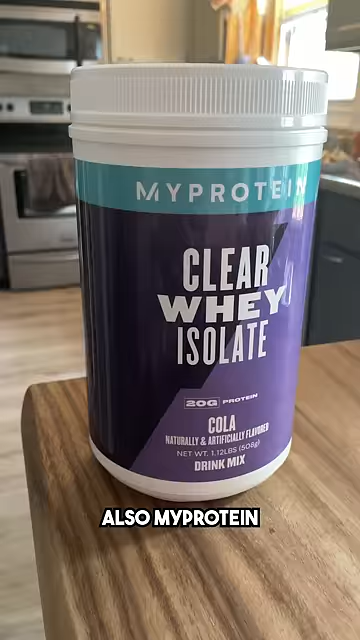 MYPROTEIN
CLEAR
WHEY
ISOLATE
20G PROTEIN
COLA
NATURALLY & ARTIFICIALLY FLAVORED
NET WT. 1.12LBS (508g)
DRINK MIX
ALSO MYPROTEIN